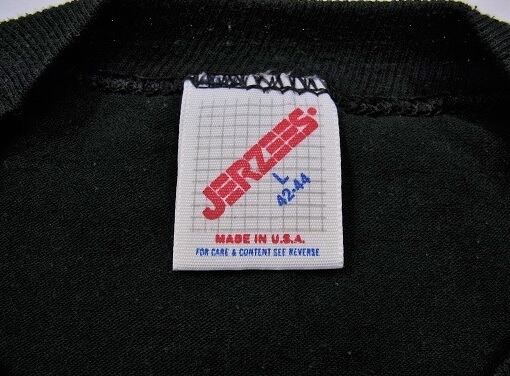 JERZEES
L
42-44
MADE IN U.S.A.
FOR CARE & CONTENT SEE REVERSE